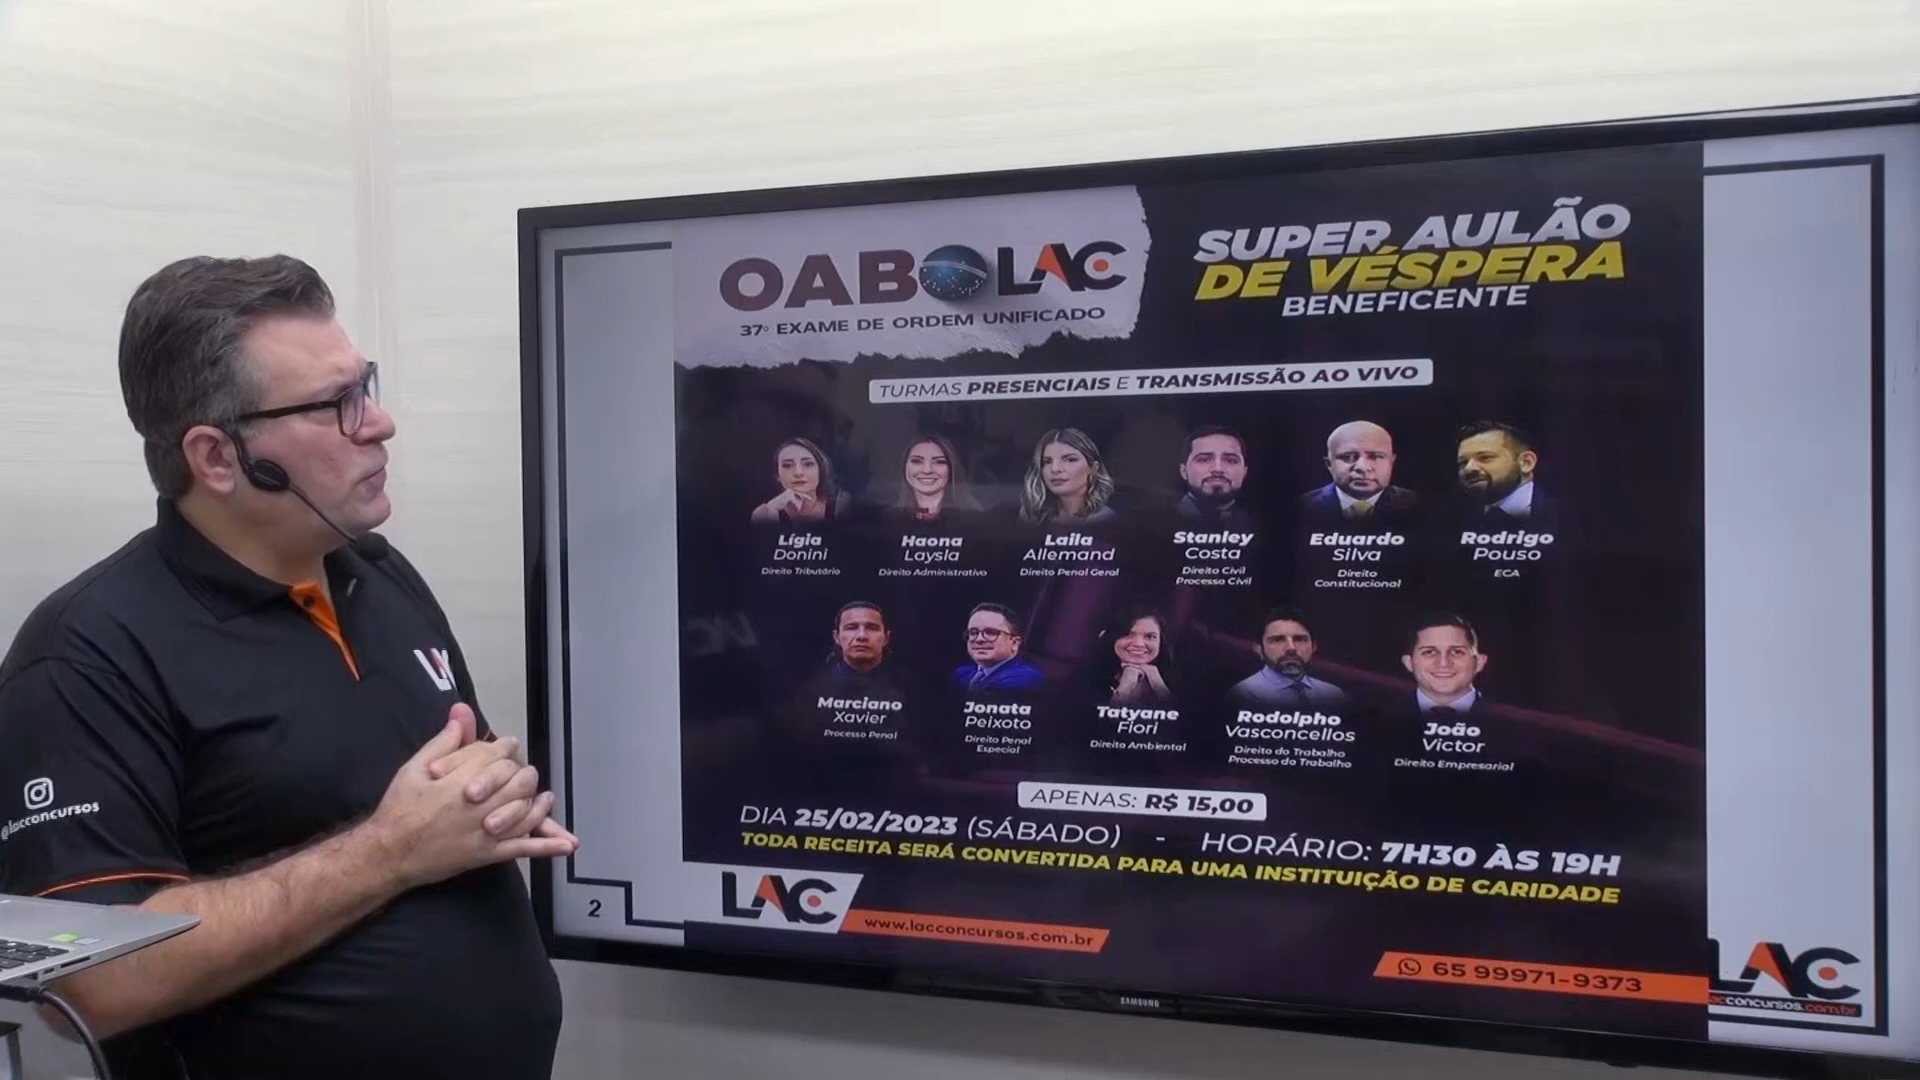 OAB LAC
37º EXAME DE ORDEM UNIFICADO
SUPER AULÃO
DE VÉSPERA
BENEFICENTE
TURMAS PRESENCIAIS E TRANSMISSÃO AO VIVO
Lígia
Donini
Direito Tributário
Haona
Laysla
Direito Administrativo
Laila
Allemand
Direito Penal Geral
Stanley
Costa
Direito Civil
Processo Civil
Eduardo
Silva
Direito
Constitucional
Rodrigo
Pouso
ECA
Marciano
Xavier
Processo Penal
Jonata
Peixoto
Direito Penal
Especial
Tatyane
Fiori
Direito Ambiental
Rodolpho
Vasconcellos
Direito do Trabalho
Processo do Trabalho
João
Victor
Direito Empresarial
APENAS: R$ 15,00
DIA 25/02/2023 (SÁBADO) - HORÁRIO: 7H30 ÀS 19H
TODA RECEITA SERÁ CONVERTIDA PARA UMA INSTITUIÇÃO DE CARIDADE
2
LAC
www.lacconcursos.com.br
65 99971-9373
LAC
lacconcursos.com.br
SAMSUNG
LAC
@lacconcursos